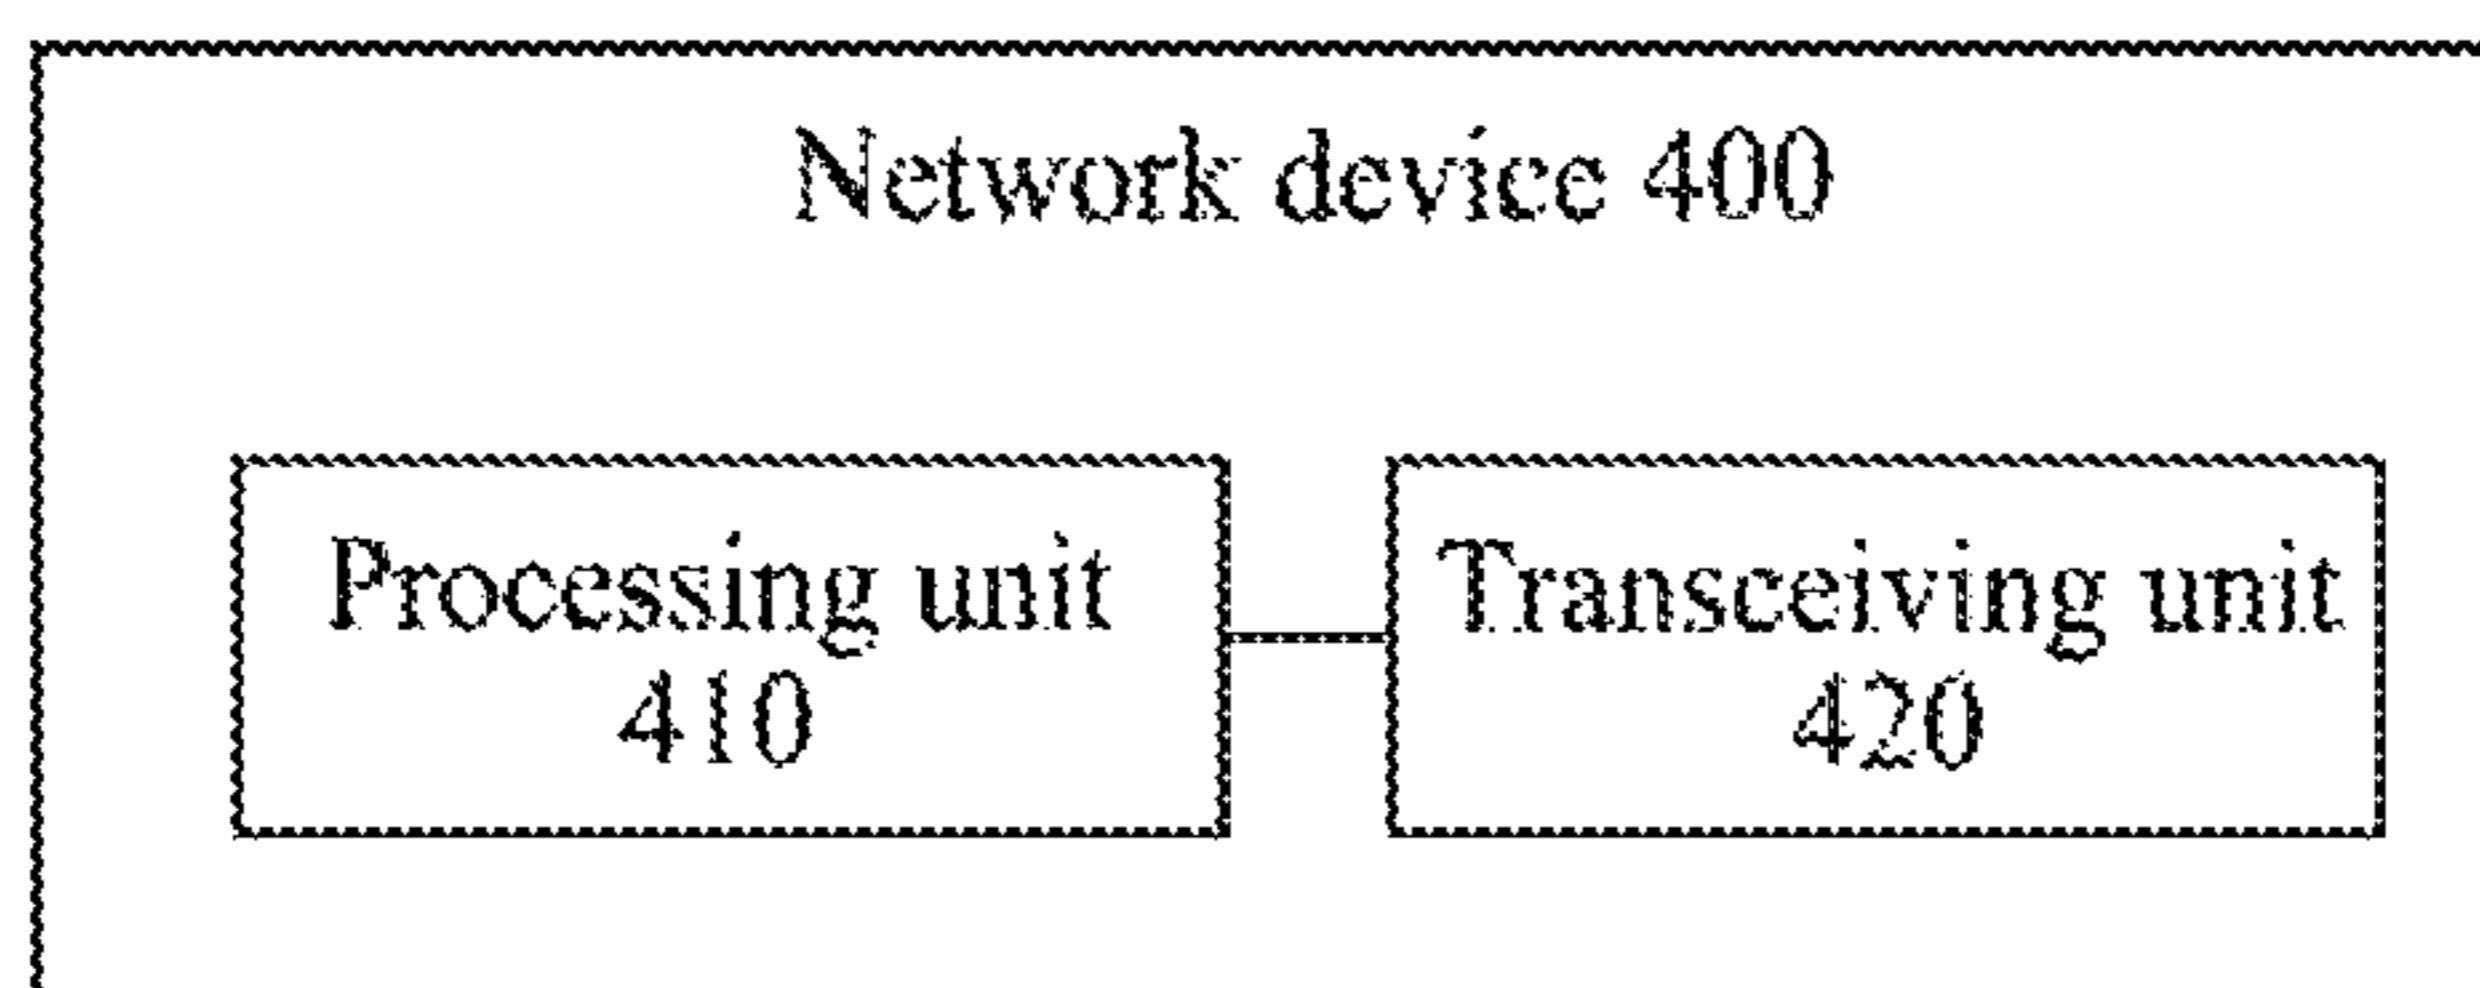 Network device 400
Processing unit
410
Transceiving unit
420